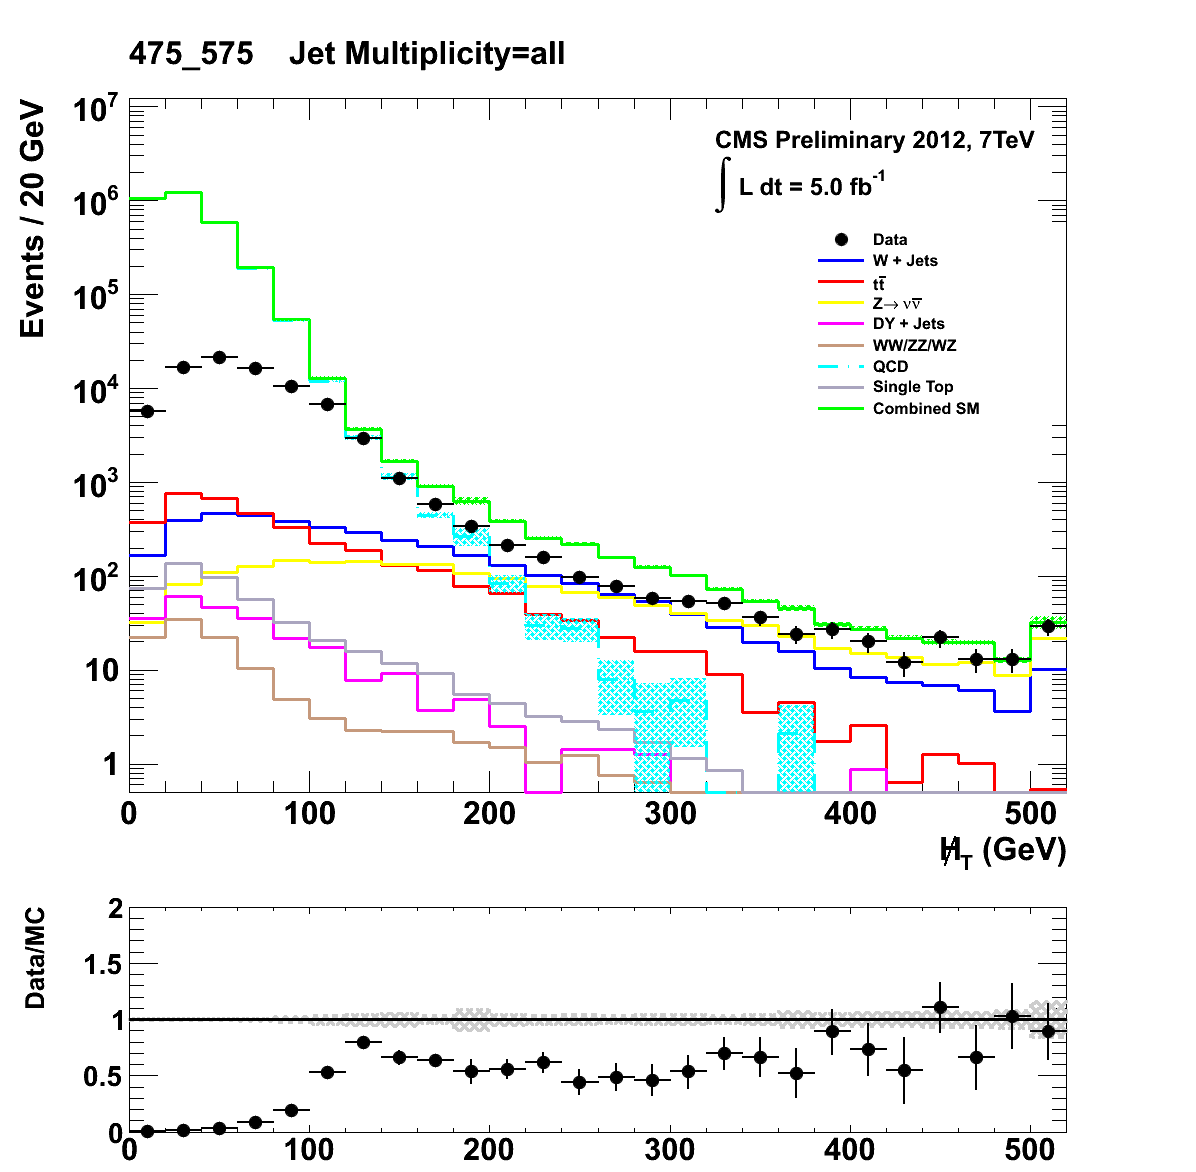 475_575 Jet Multiplicity=all
Events / 20 GeV
10⁷
10⁶
10⁵
10⁴
10³
10²
10
1
CMS Preliminary 2012, 7TeV
∫ L dt = 5.0 fb⁻¹
Data
W + Jets
tt̅
Z→ νν̅
DY + Jets
WW/ZZ/WZ
QCD
Single Top
Combined SM
0 100 200 300 400 500
H̸_T (GeV)
Data/MC
2
1.5
1
0.5
0
0 100 200 300 400 500